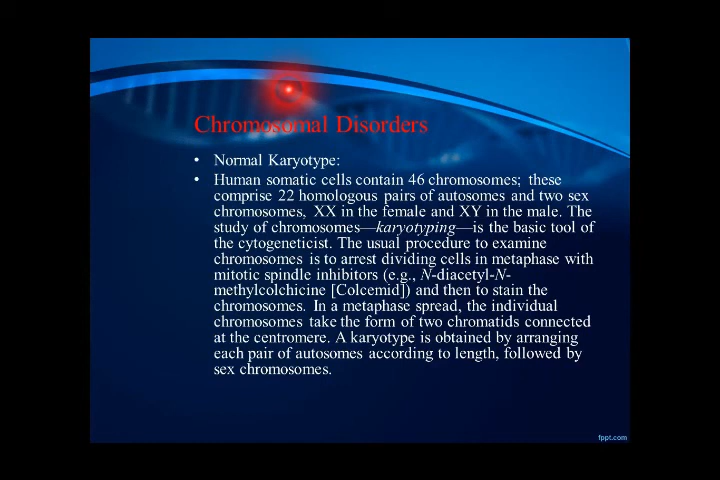 Chromosomal Disorders
• Normal Karyotype:
• Human somatic cells contain 46 chromosomes; these
comprise 22 homologous pairs of autosomes and two sex
chromosomes, XX in the female and XY in the male. The
study of chromosomes—karyotyping—is the basic tool of
the cytogeneticist. The usual procedure to examine
chromosomes is to arrest dividing cells in metaphase with
mitotic spindle inhibitors (e.g., N-diacetyl-N-
methylcolchicine [Colcemid]) and then to stain the
chromosomes. In a metaphase spread, the individual
chromosomes take the form of two chromatids connected
at the centromere. A karyotype is obtained by arranging
each pair of autosomes according to length, followed by
sex chromosomes.
fppt.com